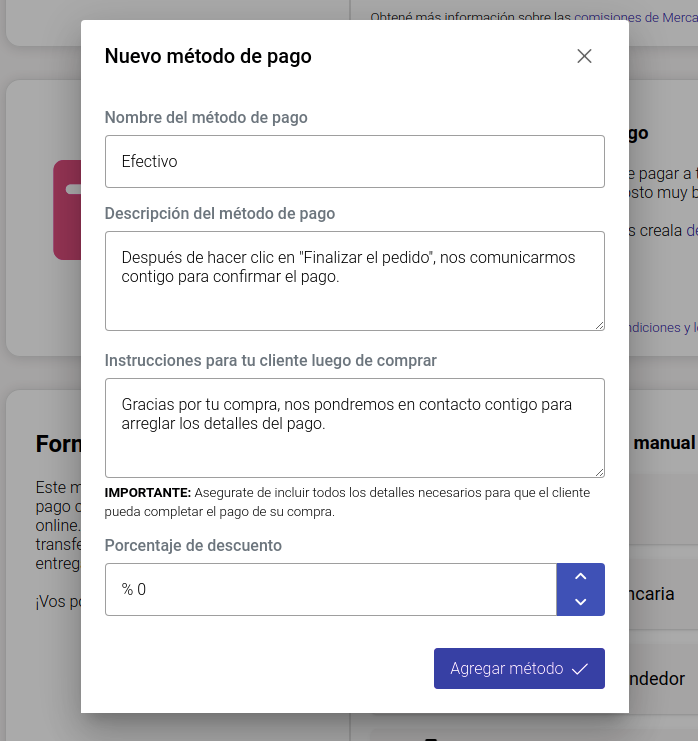 Obtené más información sobre las comisiones de Merca
Nuevo método de pago
Nombre del método de pago
Efectivo
Descripción del método de pago
Después de hacer clic en "Finalizar el pedido", nos comunicarmos
contigo para confirmar el pago.
Instrucciones para tu cliente luego de comprar
Gracias por tu compra, nos pondremos en contacto contigo para
arreglar los detalles del pago.
IMPORTANTE: Asegurate de incluir todos los detalles necesarios para que el cliente
pueda completar el pago de su compra.
Porcentaje de descuento
% 0
Agregar método
go
e pagar a t
osto muy b
s creala de
ndiciones y le
Forn
Este m
pago c
online.
transfe
entreg
¡Vos po
manual
ncaria
ndedor